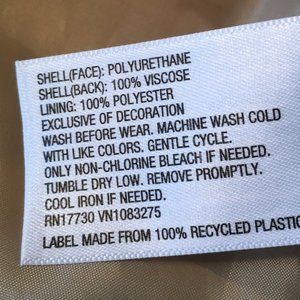 SHELL(FACE): POLYURETHANE
SHELL(BACK): 100% VISCOSE
LINING: 100% POLYESTER
EXCLUSIVE OF DECORATION
WASH BEFORE WEAR. MACHINE WASH COLD
WITH LIKE COLORS. GENTLE CYCLE.
ONLY NON-CHLORINE BLEACH IF NEEDED.
TUMBLE DRY LOW. REMOVE PROMPTLY.
COOL IRON IF NEEDED.
RN17730 VN1083275
LABEL MADE FROM 100% RECYCLED PLASTIC